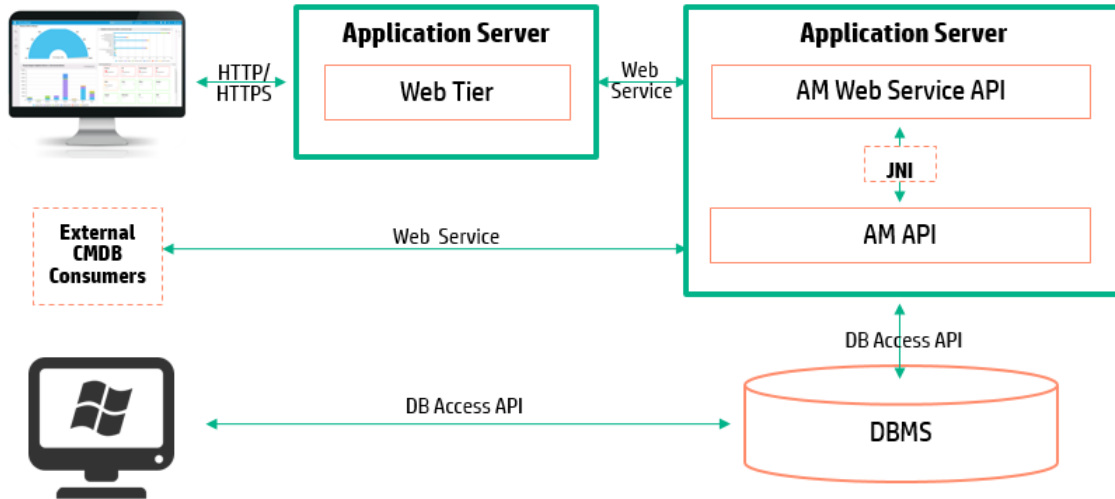 Application Server
Web Tier
HTTP/
HTTPS
Web
Service
Application Server
AM Web Service API
JNI
AM API
External
CMDB
Consumers
Web Service
DB Access API
DB Access API
DBMS